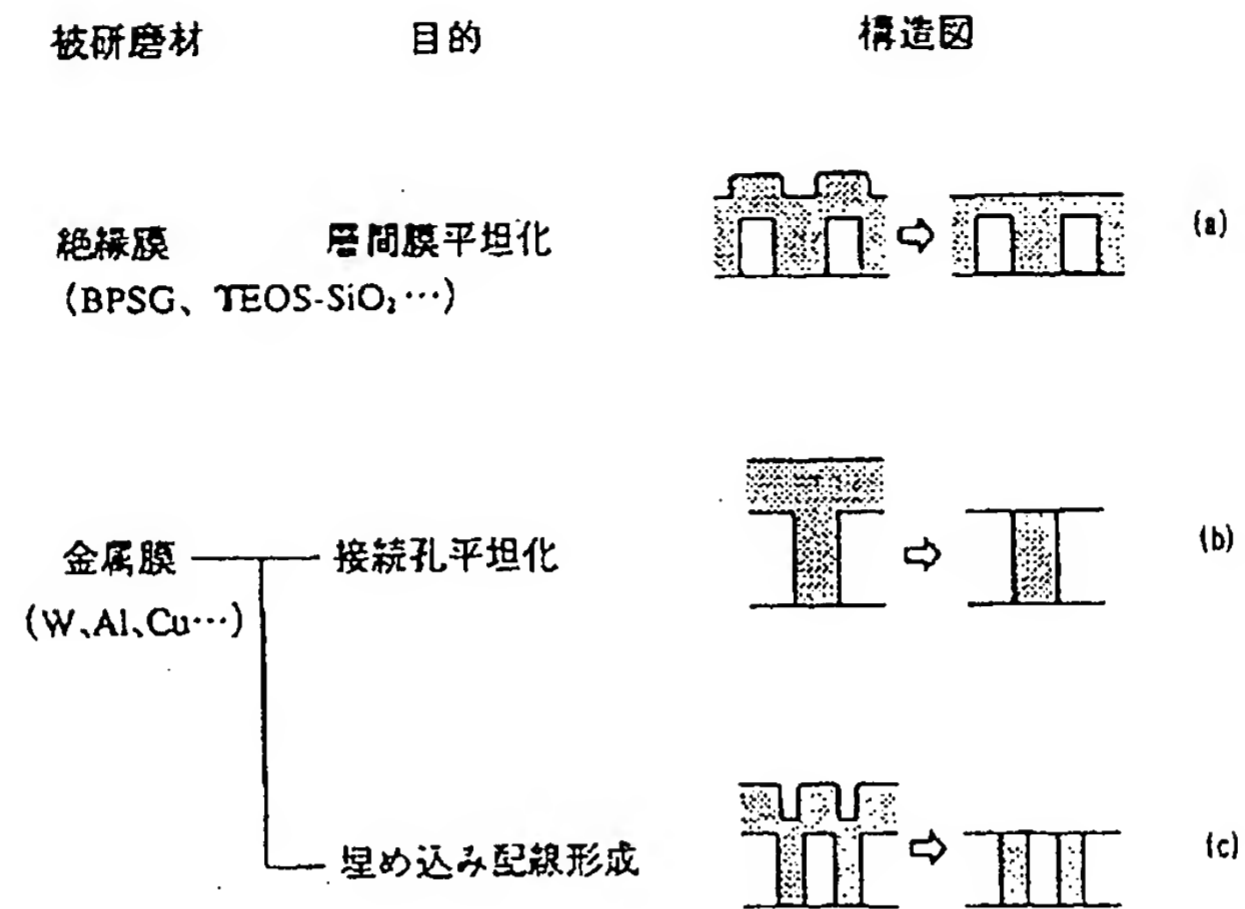 被研磨材 目的 構造図
絶縁膜 層間膜平坦化 (a)
(BPSG、TEOS-SiO₂…)
金属膜 接続孔平坦化 (b)
(W、Al、Cu…)
埋め込み配線形成 (c)